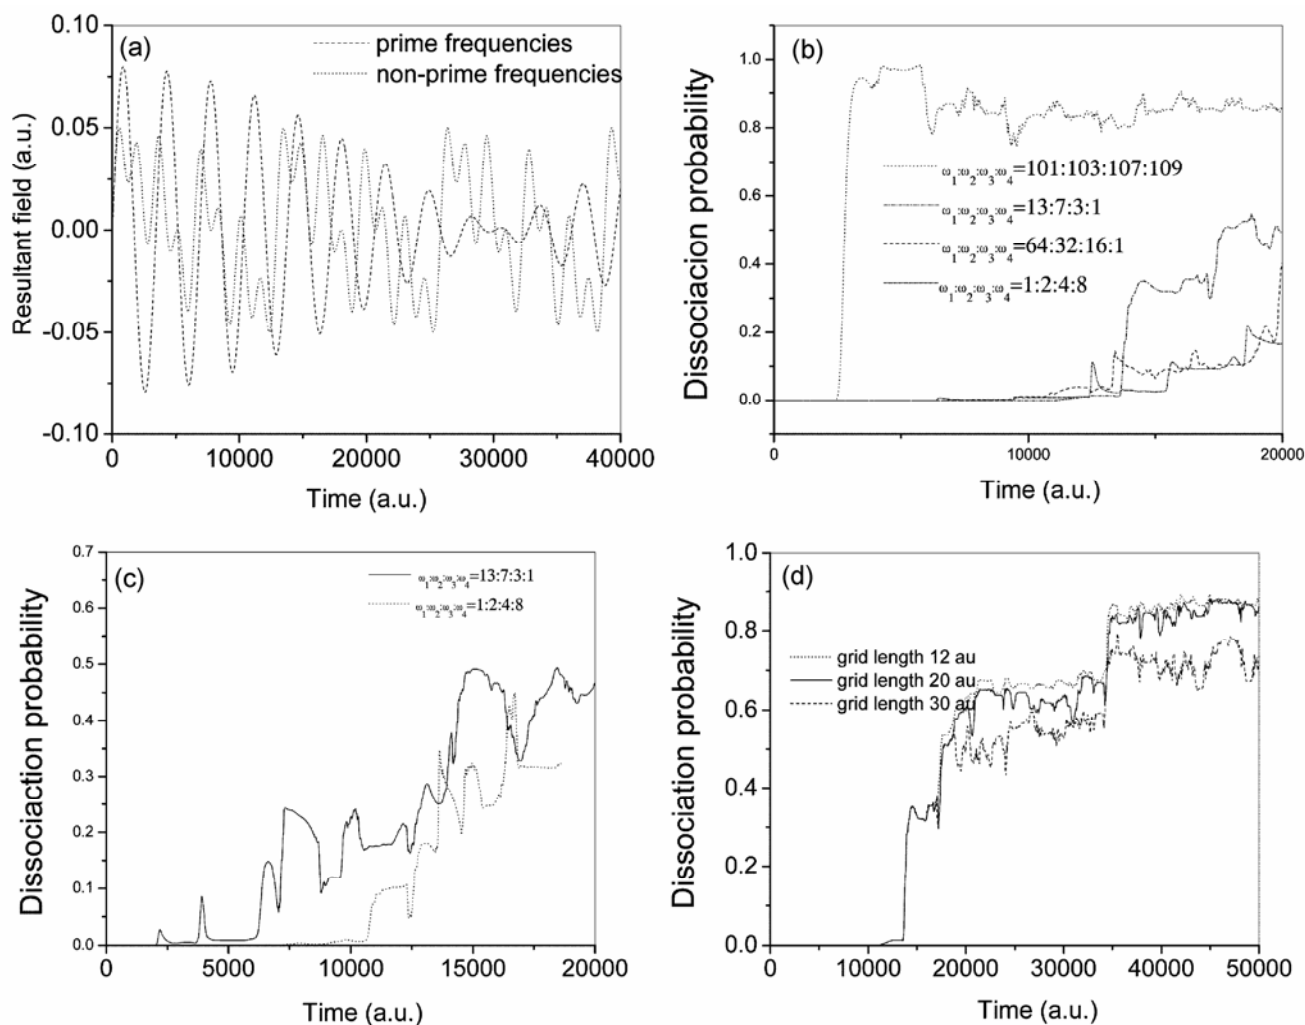 (a)
prime frequencies
non-prime frequencies
Resultant field (a.u.)
0.10
0.05
0.00
-0.05
-0.10
0
10000
20000
30000
40000
Time (a.u.)
(b)
Dissociacion probability
1.0
0.8
0.6
0.4
0.2
0.0
ω1:ω2:ω3:ω4=101:103:107:109
ω1:ω2:ω3:ω4=13:7:3:1
ω1:ω2:ω3:ω4=64:32:16:1
ω1:ω2:ω3:ω4=1:2:4:8
0
10000
20000
Time (a.u.)
(c)
Dissociaction probability
0.7
0.6
0.5
0.4
0.3
0.2
0.1
0.0
ω1:ω2:ω3:ω4=13:7:3:1
ω1:ω2:ω3:ω4=1:2:4:8
0
5000
10000
15000
20000
Time (a.u.)
(d)
Dissociation probability
1.0
0.8
0.6
0.4
0.2
0.0
grid length 12 au
grid length 20 au
grid length 30 au
0
10000
20000
30000
40000
50000
Time (a.u.)